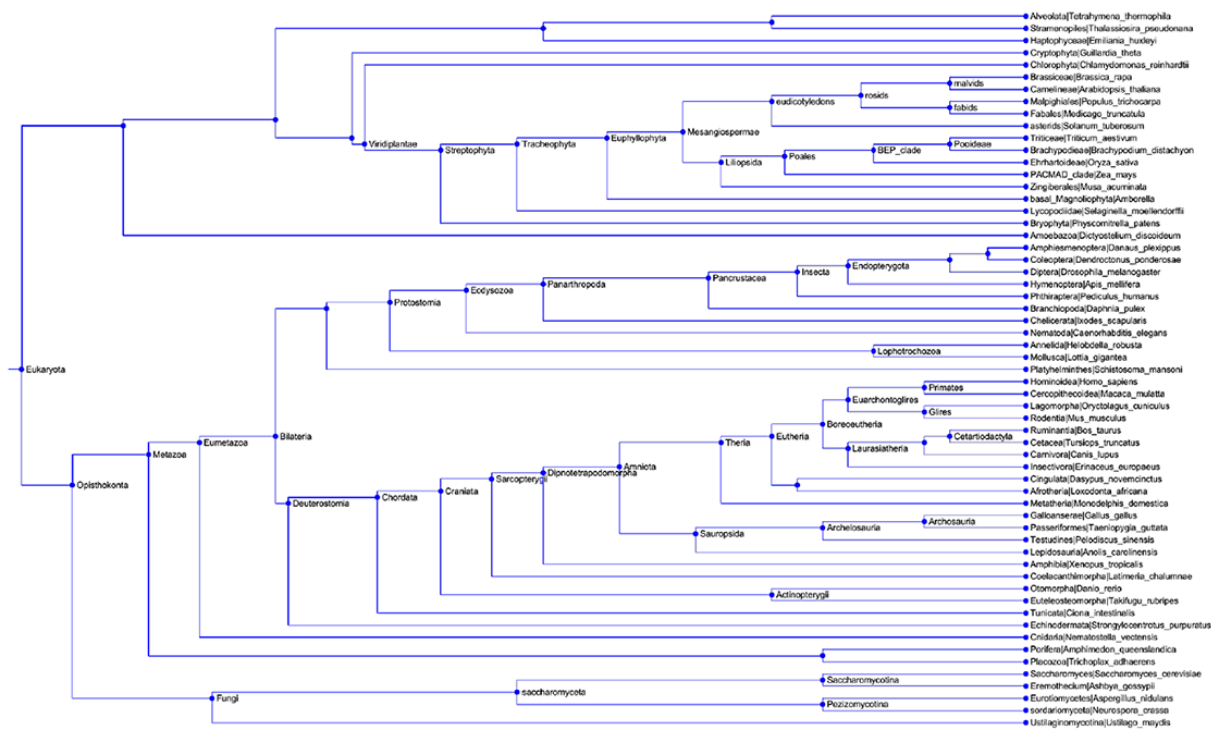 Alveolata|Tetrahymena_thermophila
Stramenopiles|Thalassiosira_pseudonana
Haptophyceae|Emiliania_huxleyi
Cryptophyta|Guillardia_theta
Chlorophyta|Chlamydomonas_reinhardtii
Brassiceae|Brassica_rapa
malvids
Camelineae|Arabidopsis_thaliana
rosids
Malpighiales|Populus_trichocarpa
eudicotyledons
fabids
Fabales|Medicago_truncatula
asterids|Solanum_tuberosum
Mesangiospermae
Euphyllophyta
Triticeae|Triticum_aestivum
Viridiplantae
Tracheophyta
Pooideae
Streptophyta
BEP_clade
Brachypodieae|Brachypodium_distachyon
Poales
Liliopsida
Ehrhartoideae|Oryza_sativa
PACMAD_clade|Zea_mays
Zingiberales|Musa_acuminata
basal_Magnoliophyta|Amborella
Lycopodiidae|Selaginella_moellendorffii
Bryophyta|Physcomitrella_patens
Amoebazoa|Dictyostelium_discoideum
Amphiesmenoptera|Danaus_plexippus
Coleoptera|Dendroctonus_ponderosae
Endopterygota
Insecta
Diptera|Drosophila_melanogaster
Pancrustacea
Panarthropoda
Hymenoptera|Apis_mellifera
Ecdysozoa
Phthiraptera|Pediculus_humanus
Protostomia
Branchiopoda|Daphnia_pulex
Chelicerata|Ixodes_scapularis
Nematoda|Caenorhabditis_elegans
Annelida|Helobdella_robusta
Lophotrochozoa
Mollusca|Lottia_gigantea
Eukaryota
Platyhelminthes|Schistosoma_mansoni
Hominoidea|Homo_sapiens
Primates
Cercopithecoidea|Macaca_mulatta
Euarchontoglires
Lagomorpha|Oryctolagus_cuniculus
Glires
Rodentia|Mus_musculus
Boreoeutheria
Ruminantia|Bos_taurus
Bilateria
Eutheria
Cetartiodactyla
Eumetazoa
Theria
Cetacea|Tursiops_truncatus
Laurasiatheria
Metazoa
Carnivora|Canis_lupus
Amniota
Insectivora|Erinaceus_europaeus
Dipnotetrapodomorpha
Sarcopterygii
Cingulata|Dasypus_novemcinctus
Opisthokonta
Craniata
Afrotheria|Loxodonta_africana
Chordata
Deuterostomia
Metatheria|Monodelphis_domestica
Galloanserae|Gallus_gallus
Archosauria
Archelosauria
Passeriformes|Taeniopygia_guttata
Sauropsida
Testudines|Pelodiscus_sinensis
Lepidosauria|Anolis_carolinensis
Amphibia|Xenopus_tropicalis
Coelacanthimorpha|Latimeria_chalumnae
Otomorpha|Danio_rerio
Actinopterygii
Euteleosteomorpha|Takifugu_rubripes
Tunicata|Ciona_intestinalis
Echinodermata|Strongylocentrotus_purpuratus
Cnidaria|Nematostella_vectensis
Porifera|Amphimedon_queenslandica
Placozoa|Trichoplax_adhaerens
Saccharomyces|Saccharomyces_cerevisiae
Saccharomycotina
Eremothecium|Ashbya_gossypii
saccharomyceta
Fungi
Eurotiomycetes|Aspergillus_nidulans
Pezizomycotina
sordariomyceta|Neurospora_crassa
Ustilaginomycotina|Ustilago_maydis